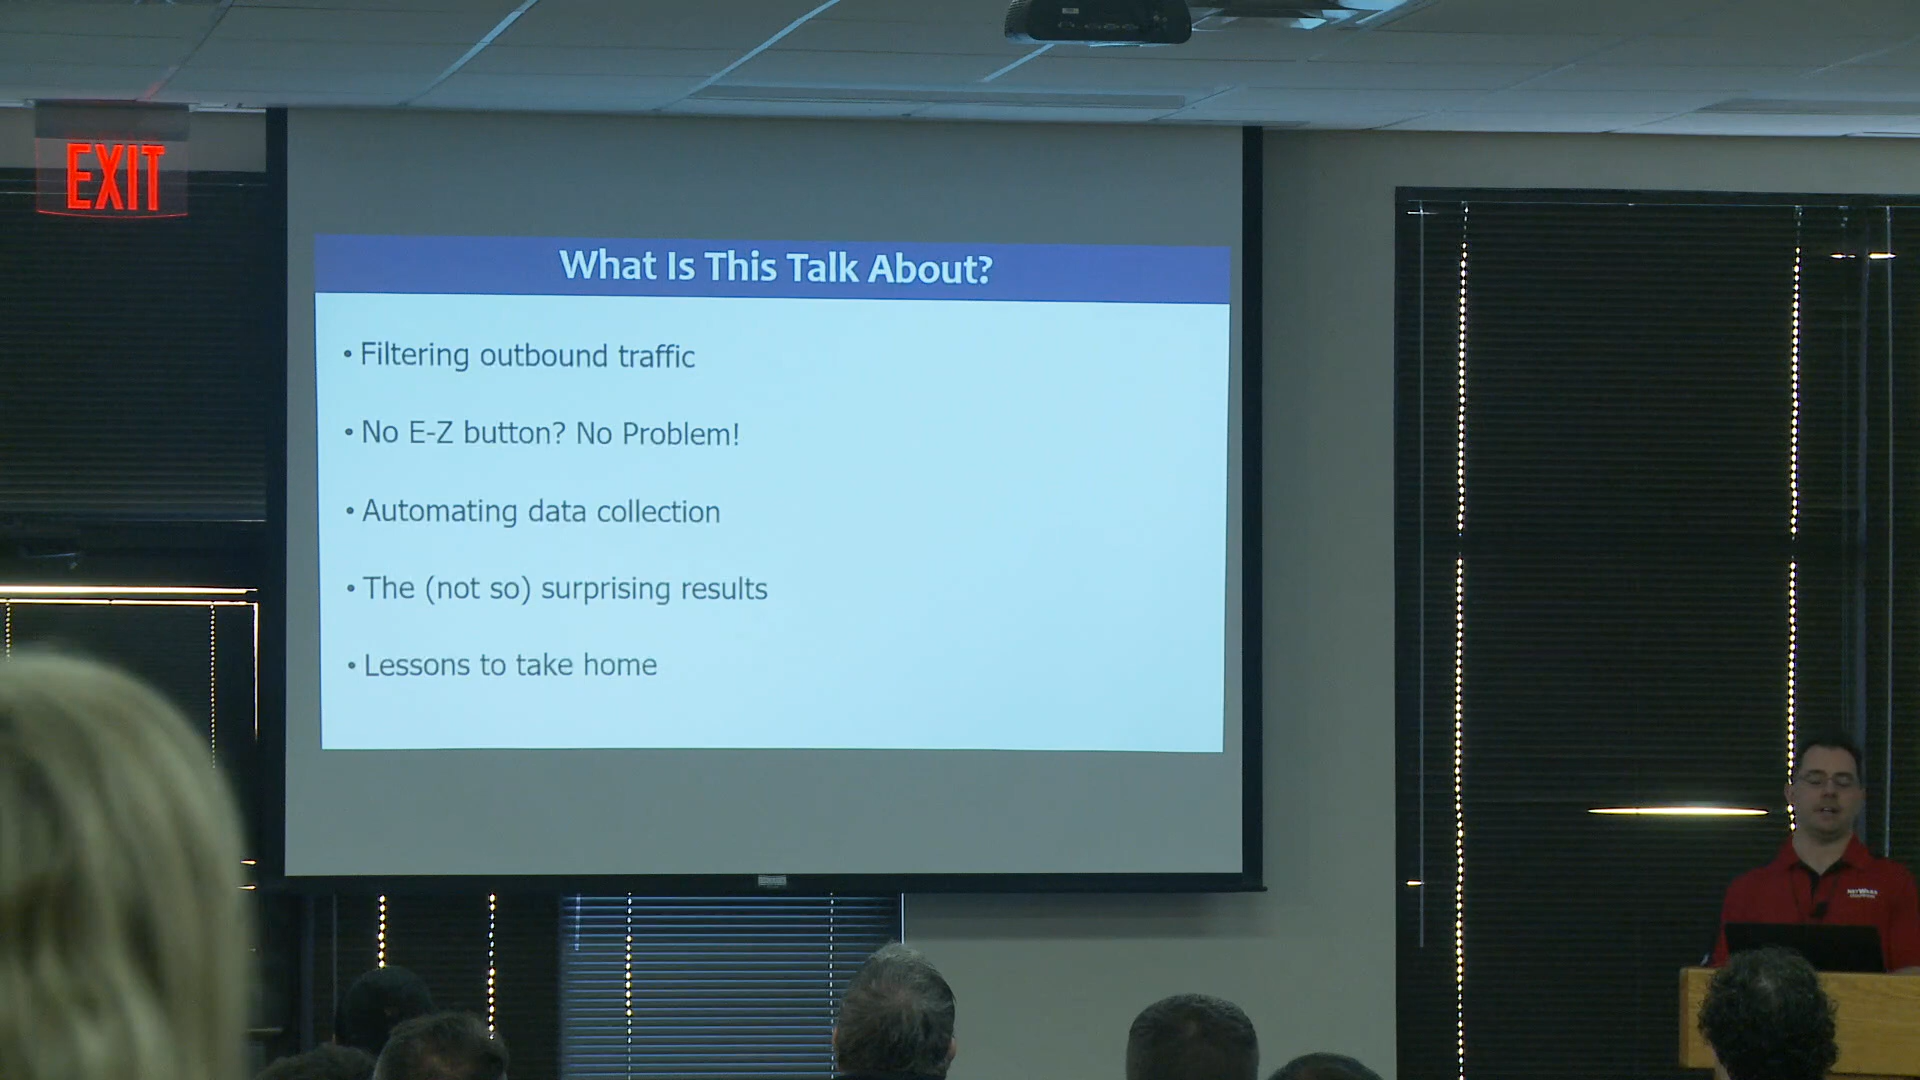 EXIT
What Is This Talk About?
• Filtering outbound traffic
• No E-Z button? No Problem!
• Automating data collection
• The (not so) surprising results
• Lessons to take home